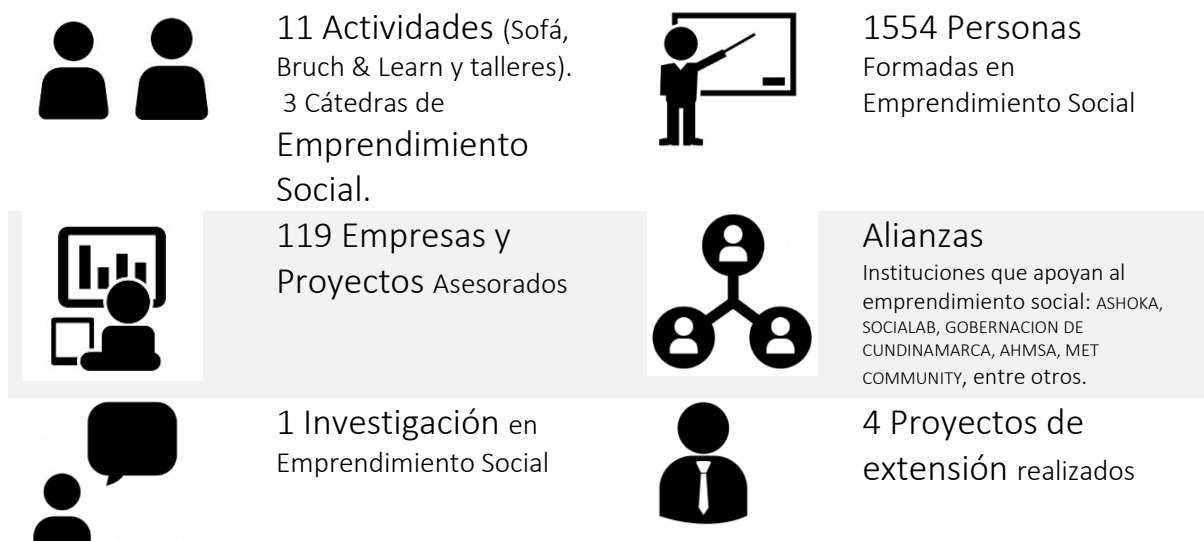 11 Actividades (Sofá,
Bruch & Learn y talleres).
3 Cátedras de
Emprendimiento
Social.
1554 Personas
Formadas en
Emprendimiento Social
119 Empresas y
Proyectos Asesorados
Alianzas
Instituciones que apoyan al
emprendimiento social: ASHOKA,
SOCIALAB, GOBERNACION DE
CUNDINAMARCA, AHMSA, MET
COMMUNITY, entre otros.
1 Investigación en
Emprendimiento Social
4 Proyectos de
extensión realizados